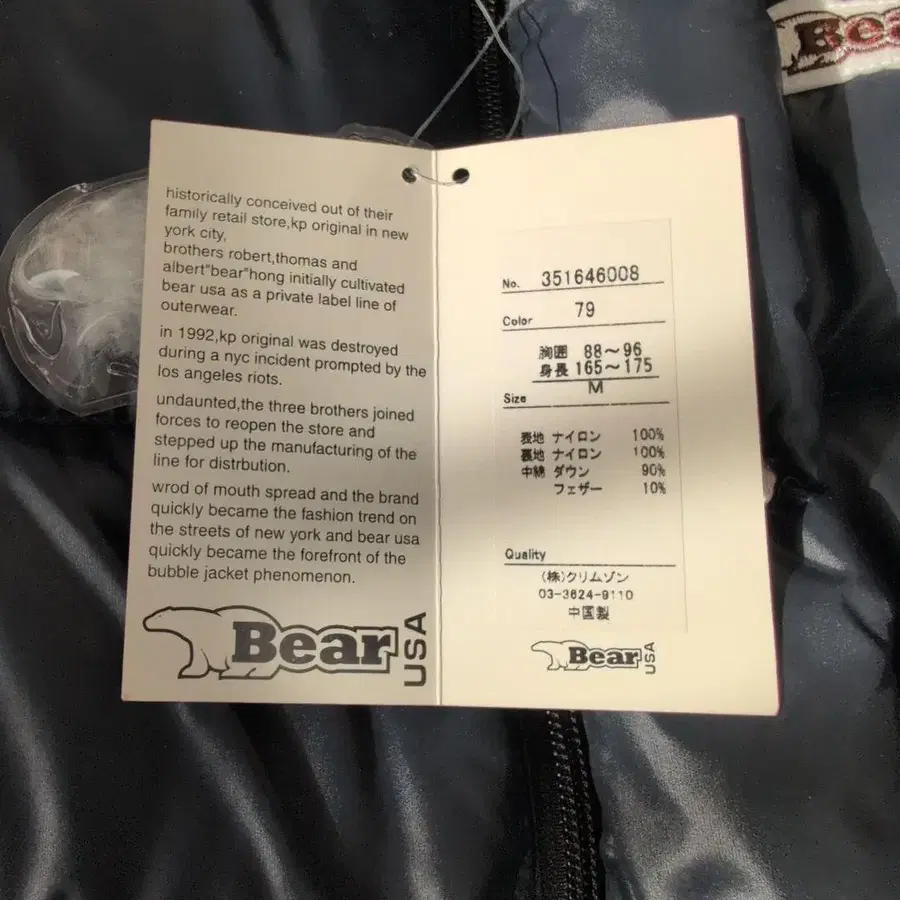 historically conceived out of their
family retail store,kp original in new
york city,
brothers robert,thomas and
albert"bear"hong initially cultivated
bear usa as a private label line of
outerwear.
in 1992,kp original was destroyed
during a nyc incident prompted by the
los angeles riots.
undaunted,the three brothers joined
forces to reopen the store and
stepped up the manufacturing of the
line for distrbution.
wrod of mouth spread and the brand
quickly became the fashion trend on
the streets of new york and bear usa
quickly became the forefront of the
bubble jacket phenomenon.
Bear USA
No. 351646008
Color 79
胸囲 88～96
身長 165～175
Size M
表地 ナイロン 100%
裏地 ナイロン 100%
中綿 ダウン 90%
フェザー 10%
Quality
(株)クリムゾン
03-3624-9110
中国製
Bear USA